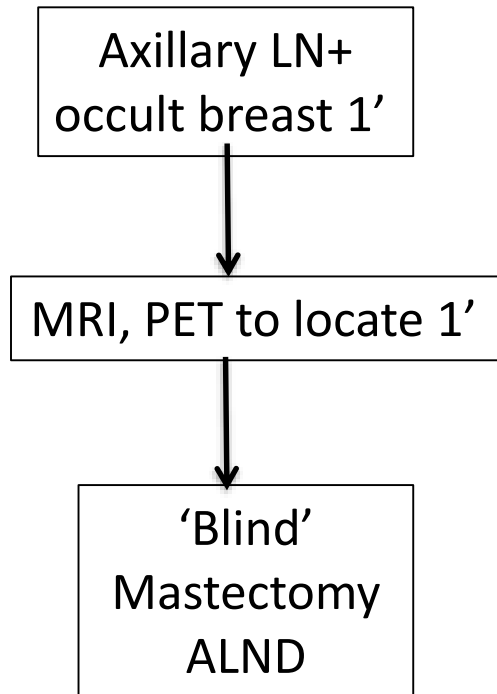 Axillary LN+
occult breast 1’
MRI, PET to locate 1’
‘Blind’
Mastectomy
ALND